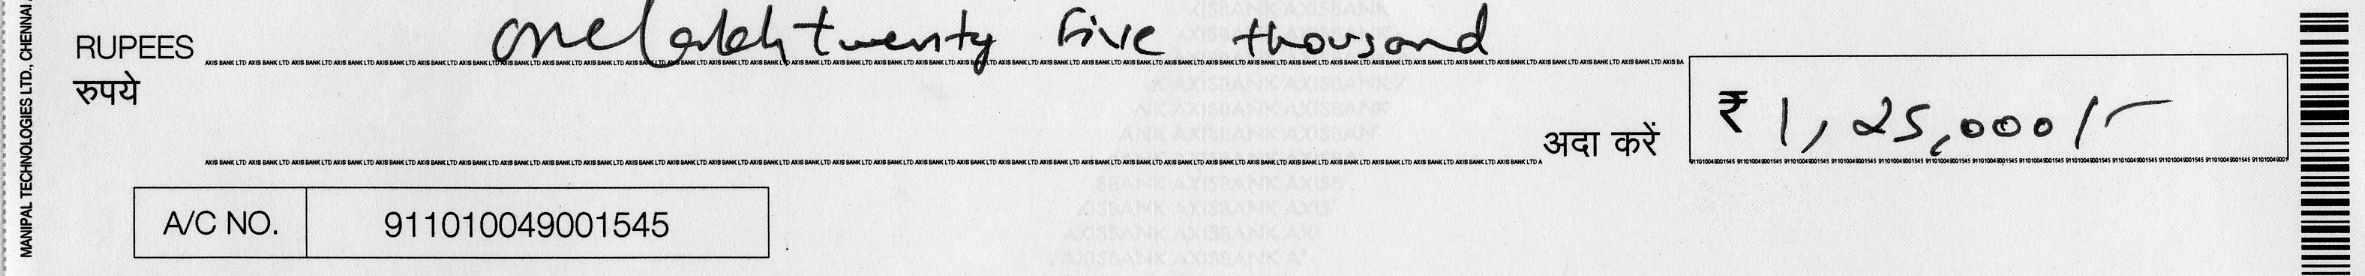 MANIPAL TECHNOLOGIES LTD., CHENNAI
RUPEES one lakh twenty five thousand
रुपये
अदा करें ₹ 1,25,000/-
A/C NO. 911010049001545